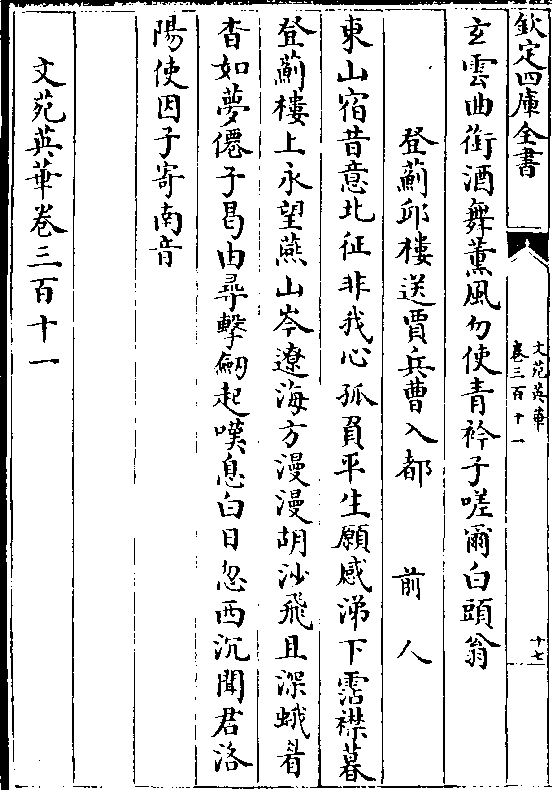 欽定四庫全書
文苑英華
卷三百十一
十七
玄雲曲銜酒舞薰風勿使青衿子嗟爾白頭翁
登薊邱樓送賈兵曹入都 前人
東山宿昔意北征非我心孤負平生願感涕下霑襟暮
登薊樓上永望燕山岑遼海方漫漫胡沙飛且深蛾眉
杳如夢僊子曷由尋擊劒起嘆息白日忽西沉聞君洛
陽使因子寄南音
文苑英華卷三百十一